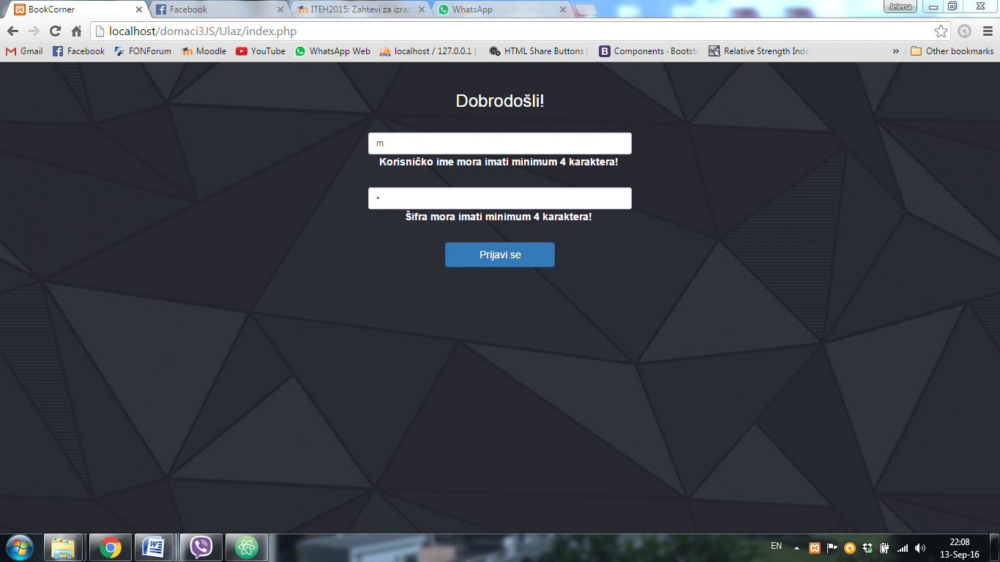 BookCorner
Facebook
ITEH2015: Zahtevi za izrad
WhatsApp
Jelena
localhost/domaci3JS/Ulaz/index.php
Gmail
Facebook
FONForum
Moodle
YouTube
WhatsApp Web
PMA
localhost / 127.0.0.1 |
HTML Share Buttons
Components · Bootstr
Relative Strength Inde
»
Other bookmarks
Dobrodošli!
m
Korisničko ime mora imati minimum 4 karaktera!
•
Šifra mora imati minimum 4 karaktera!
Prijavi se
EN
22:08
13-Sep-16